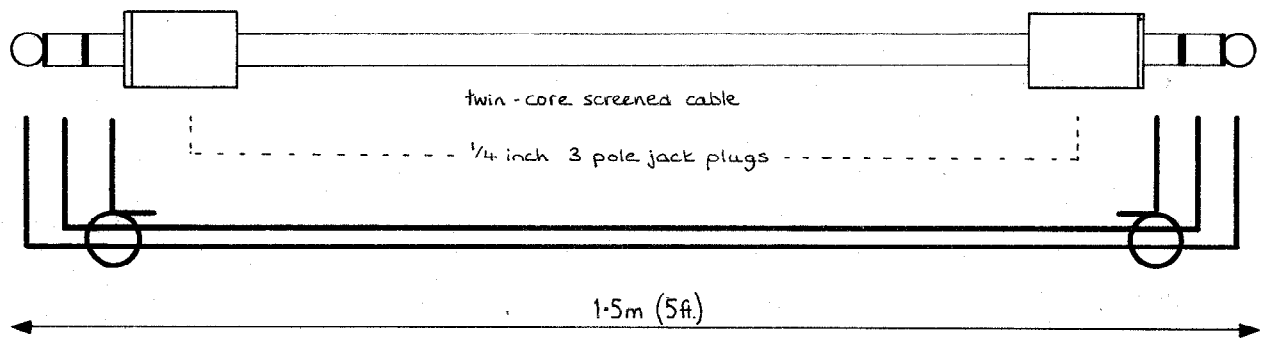 twin-core screened cable
1/4 inch 3 pole jack plugs
1.5m (5ft.)